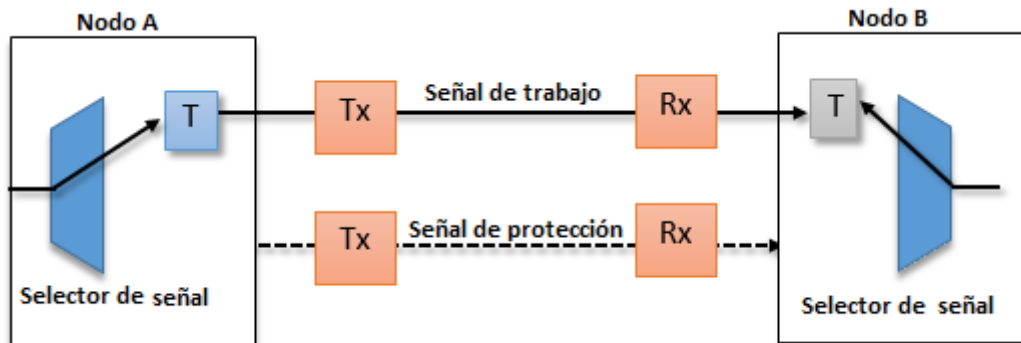 Nodo A
Nodo B
T
Tx
Señal de trabajo
Rx
T
Tx
Señal de protección
Rx
Selector de señal
Selector de señal